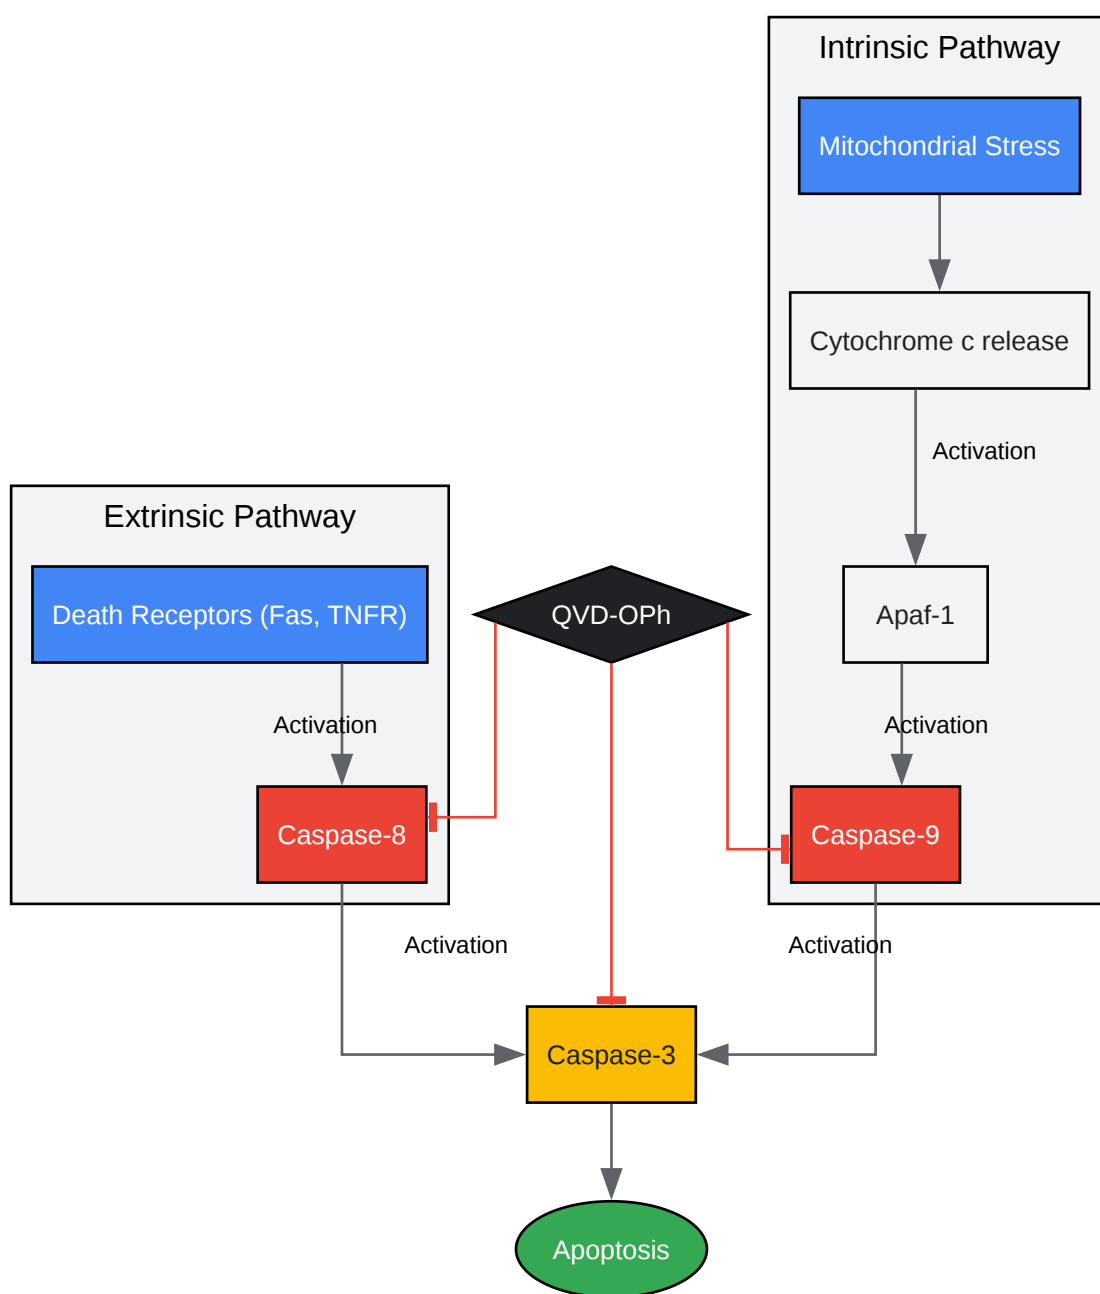 Intrinsic Pathway
Mitochondrial Stress
Cytochrome c release
Activation
Extrinsic Pathway
Death Receptors (Fas, TNFR)
QVD-OPh
Apaf-1
Activation
Activation
Caspase-8
Caspase-9
Activation
Activation
Caspase-3
Apoptosis